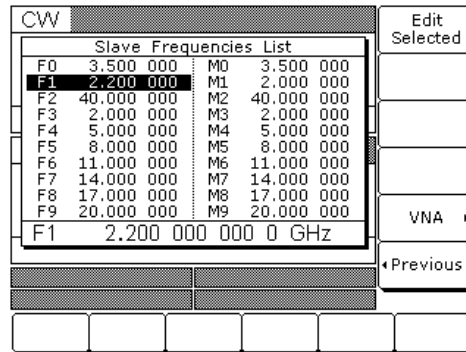 CW
Edit
Selected
Slave Frequencies List
F0 3.500 000 M0 3.500 000
F1 2.200 000 M1 2.000 000
F2 40.000 000 M2 40.000 000
F3 2.000 000 M3 2.000 000
F4 5.000 000 M4 5.000 000
F5 8.000 000 M5 8.000 000
F6 11.000 000 M6 11.000 000
F7 14.000 000 M7 14.000 000
F8 17.000 000 M8 17.000 000
F9 20.000 000 M9 20.000 000
F1 2.200 000 000 0 GHz
VNA
Previous